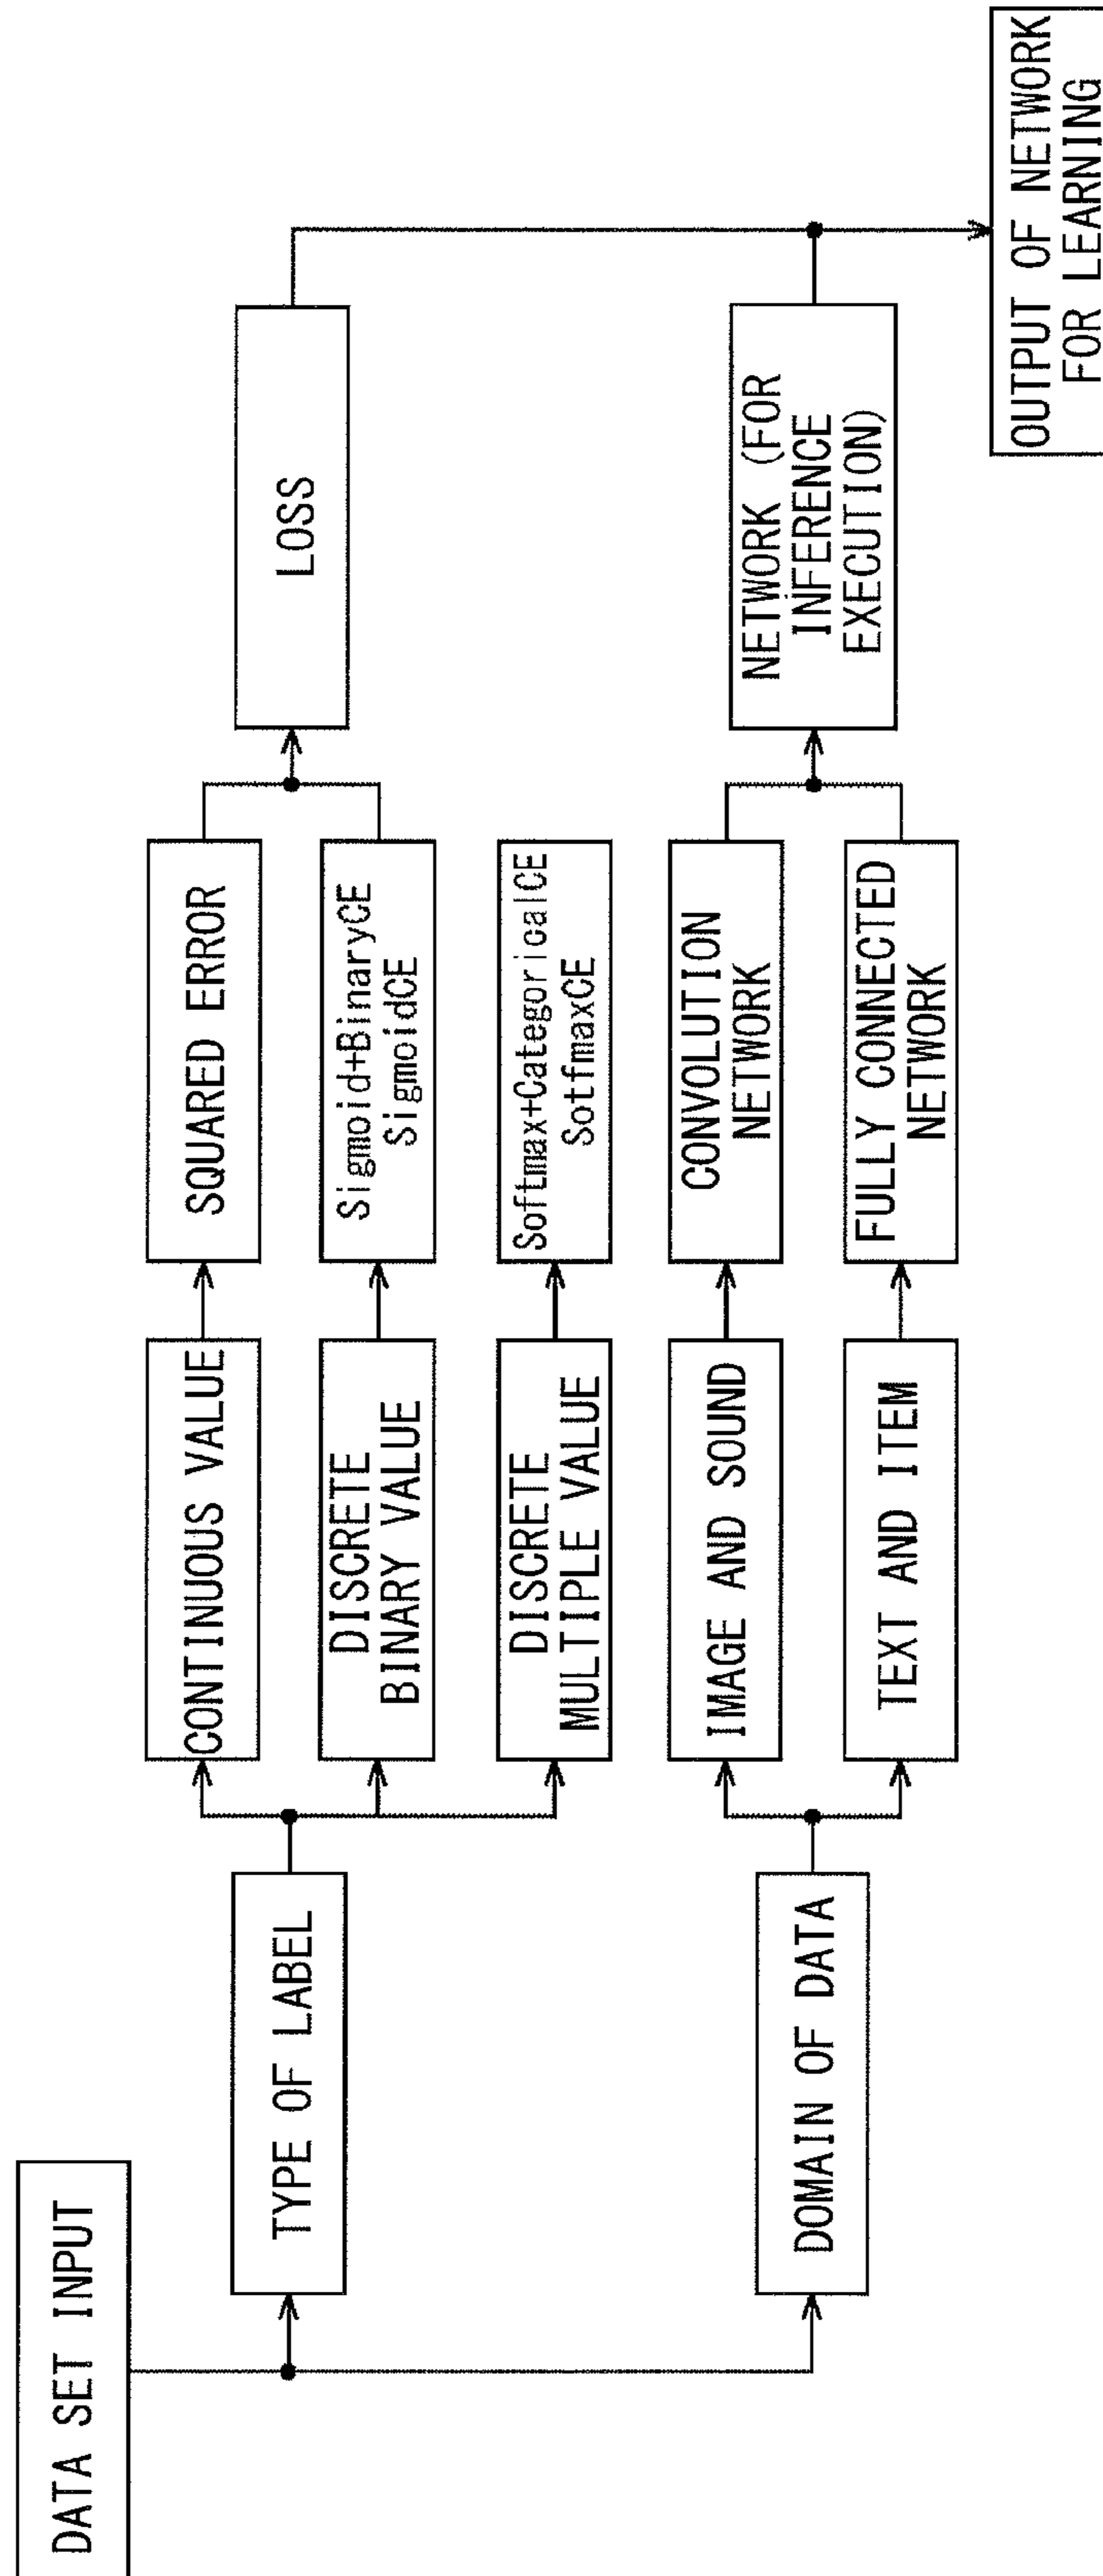 DATA SET INPUT
TYPE OF LABEL
CONTINUOUS VALUE
SQUARED ERROR
DISCRETE
BINARY VALUE
Sigmoid+BinaryCE
SigmoidCE
LOSS
DISCRETE
MULTIPLE VALUE
Softmax+CategoricalCE
SotfmaxCE
DOMAIN OF DATA
IMAGE AND SOUND
CONVOLUTION
NETWORK
TEXT AND ITEM
FULLY CONNECTED
NETWORK
NETWORK (FOR
INFERENCE
EXECUTION)
OUTPUT OF NETWORK
FOR LEARNING